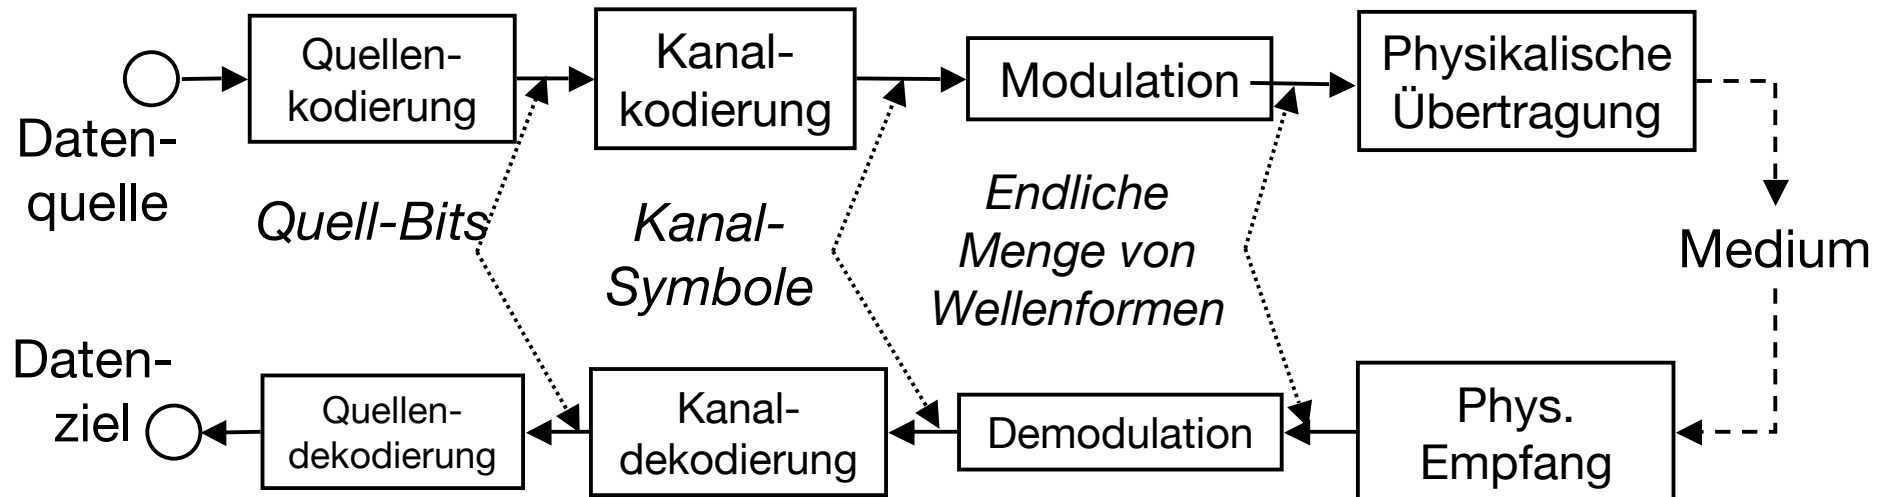 Quellen-
kodierung
Kanal-
kodierung
Modulation
Physikalische
Übertragung
Daten-
quelle
Quell-Bits
Kanal-
Symbole
Endliche
Menge von
Wellenformen
Medium
Daten-
ziel
Quellen-
dekodierung
Kanal-
dekodierung
Demodulation
Phys.
Empfang